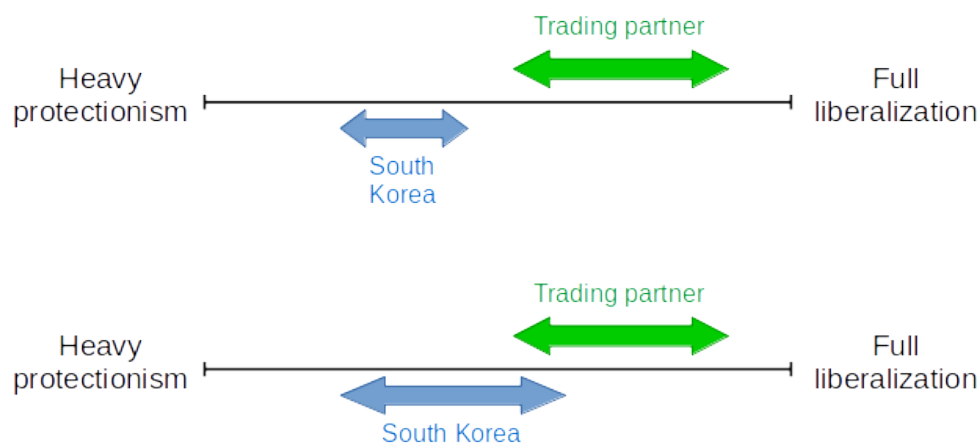 Trading partner
Heavy
protectionism
Full
liberalization
South
Korea
Trading partner
Heavy
protectionism
Full
liberalization
South Korea